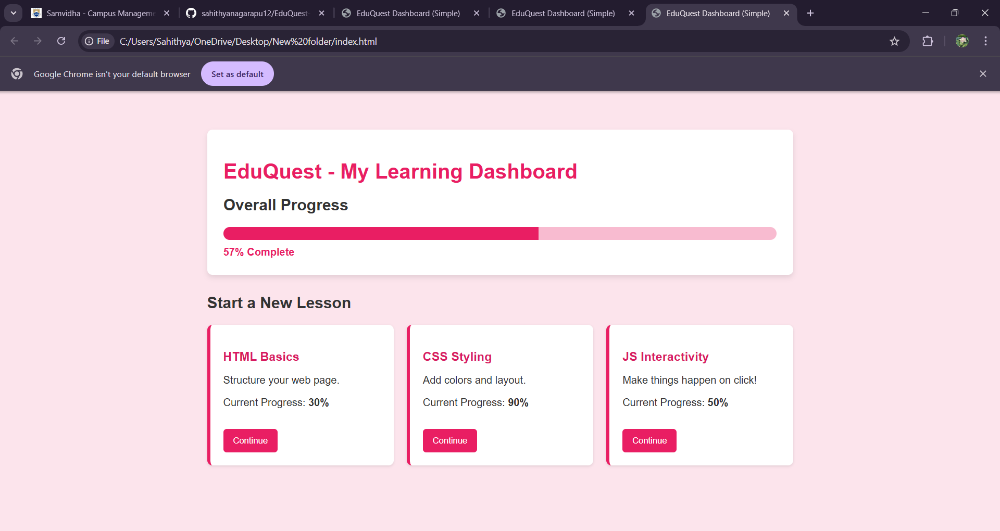 Samvidha - Campus Manageme
sahithyanagarapu12/EduQuest-
EduQuest Dashboard (Simple)
EduQuest Dashboard (Simple)
EduQuest Dashboard (Simple)
File
C:/Users/Sahithya/OneDrive/Desktop/New%20folder/index.html
Google Chrome isn't your default browser
Set as default
EduQuest - My Learning Dashboard
Overall Progress
57% Complete
Start a New Lesson
HTML Basics
Structure your web page.
Current Progress: 30%
Continue
CSS Styling
Add colors and layout.
Current Progress: 90%
Continue
JS Interactivity
Make things happen on click!
Current Progress: 50%
Continue